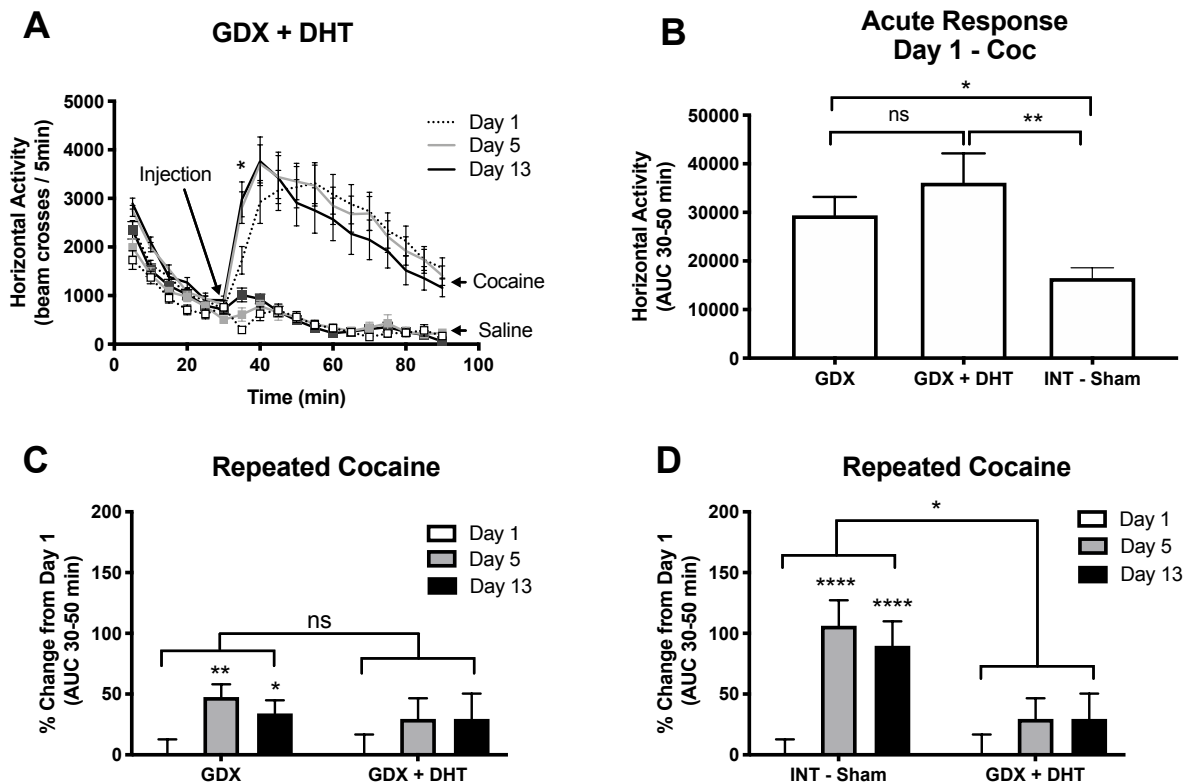 A
GDX + DHT
Horizontal Activity
(beam crosses / 5min)
5000
4000
3000
2000
1000
0
0
20
40
60
80
100
Time (min)
Injection
*
Day 1
Day 5
Day 13
Cocaine
Saline
B
Acute Response
Day 1 - Coc
Horizontal Activity
(AUC 30-50 min)
50000
40000
30000
20000
10000
0
*
ns
**
GDX
GDX + DHT
INT - Sham
C
Repeated Cocaine
% Change from Day 1
(AUC 30-50 min)
200
150
100
50
0
Day 1
Day 5
Day 13
ns
**
*
GDX
GDX + DHT
D
Repeated Cocaine
% Change from Day 1
(AUC 30-50 min)
200
150
100
50
0
*
Day 1
Day 5
Day 13
****
****
INT - Sham
GDX + DHT